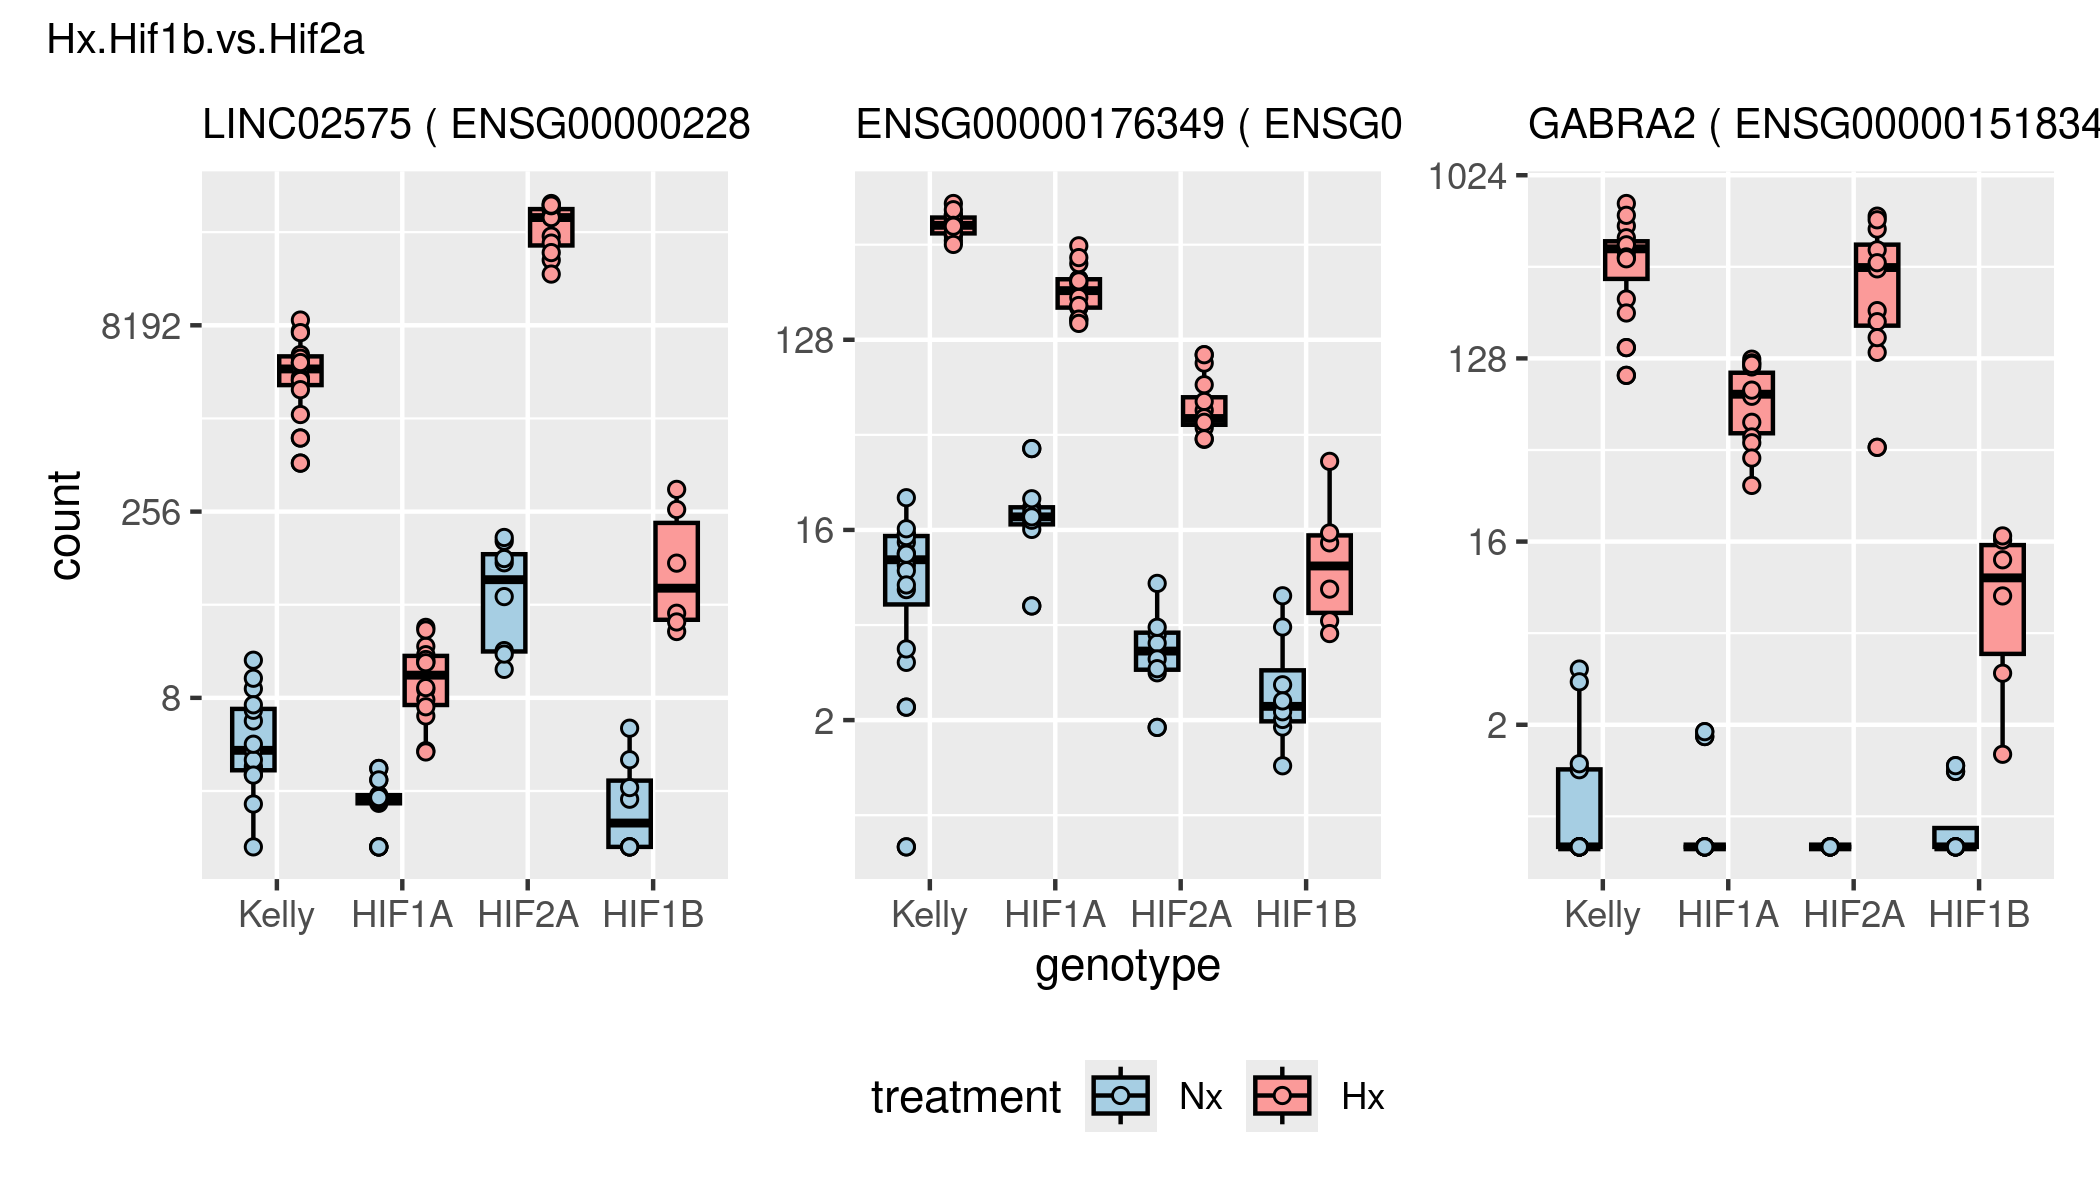 Hx.Hif1b.vs.Hif2a
LINC02575 ( ENSG00000228
ENSG00000176349 ( ENSG0
GABRA2 ( ENSG00000151834
count
8192
256
8
128
16
2
1024
128
16
2
Kelly HIF1A HIF2A HIF1B
Kelly HIF1A HIF2A HIF1B
Kelly HIF1A HIF2A HIF1B
genotype
treatment Nx Hx